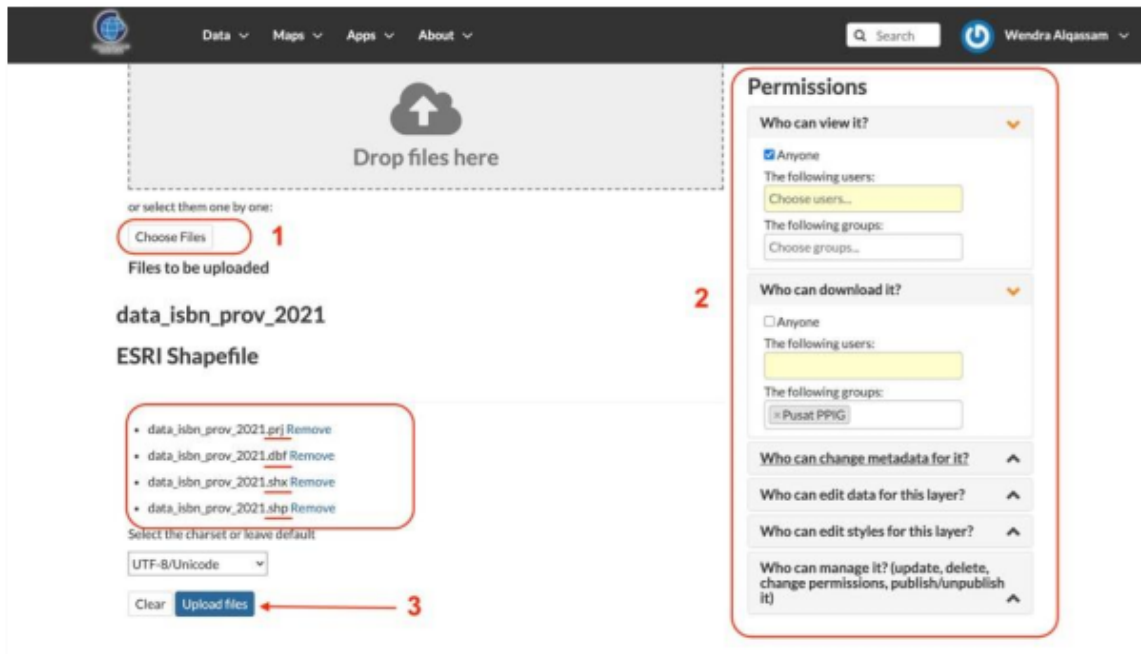 Data Maps Apps About Search Wendra Alqassam
Drop files here
or select them one by one:
Choose Files 1
Files to be uploaded
data_isbn_prov_2021
ESRI Shapefile
data_isbn_prov_2021.prj Remove
data_isbn_prov_2021.dbf Remove
data_isbn_prov_2021.shx Remove
data_isbn_prov_2021.shp Remove
Select the charset or leave default
UTF-8/Unicode
Clear Upload files 3
2
Permissions
Who can view it?
Anyone
The following users:
Choose users...
The following groups:
Choose groups...
Who can download it?
Anyone
The following users:
The following groups:
× Pusat PPIG
Who can change metadata for it?
Who can edit data for this layer?
Who can edit styles for this layer?
Who can manage it? (update, delete,
change permissions, publish/unpublish
it)